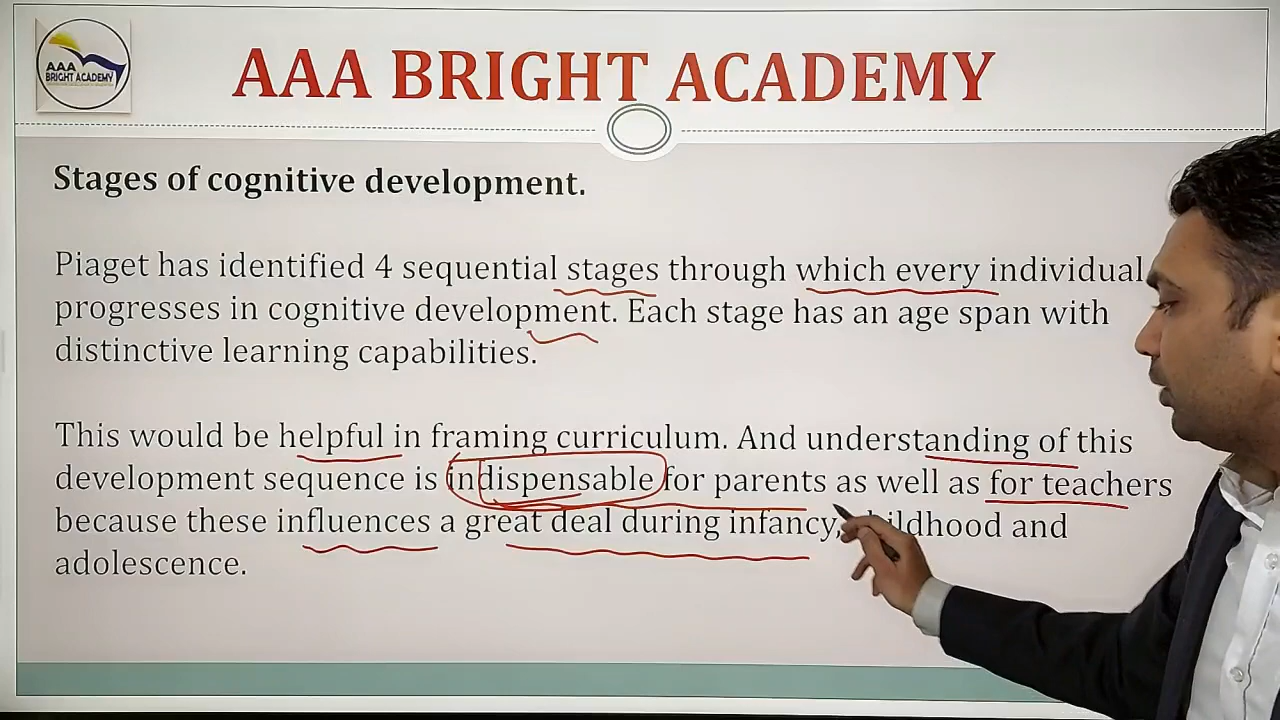 AAA
BRIGHT ACADEMY
AAA BRIGHT ACADEMY
Stages of cognitive development.
Piaget has identified 4 sequential stages through which every individual
progresses in cognitive development. Each stage has an age span with
distinctive learning capabilities.
This would be helpful in framing curriculum. And understanding of this
development sequence is indispensable for parents as well as for teachers
because these influences a great deal during infancy, childhood and
adolescence.